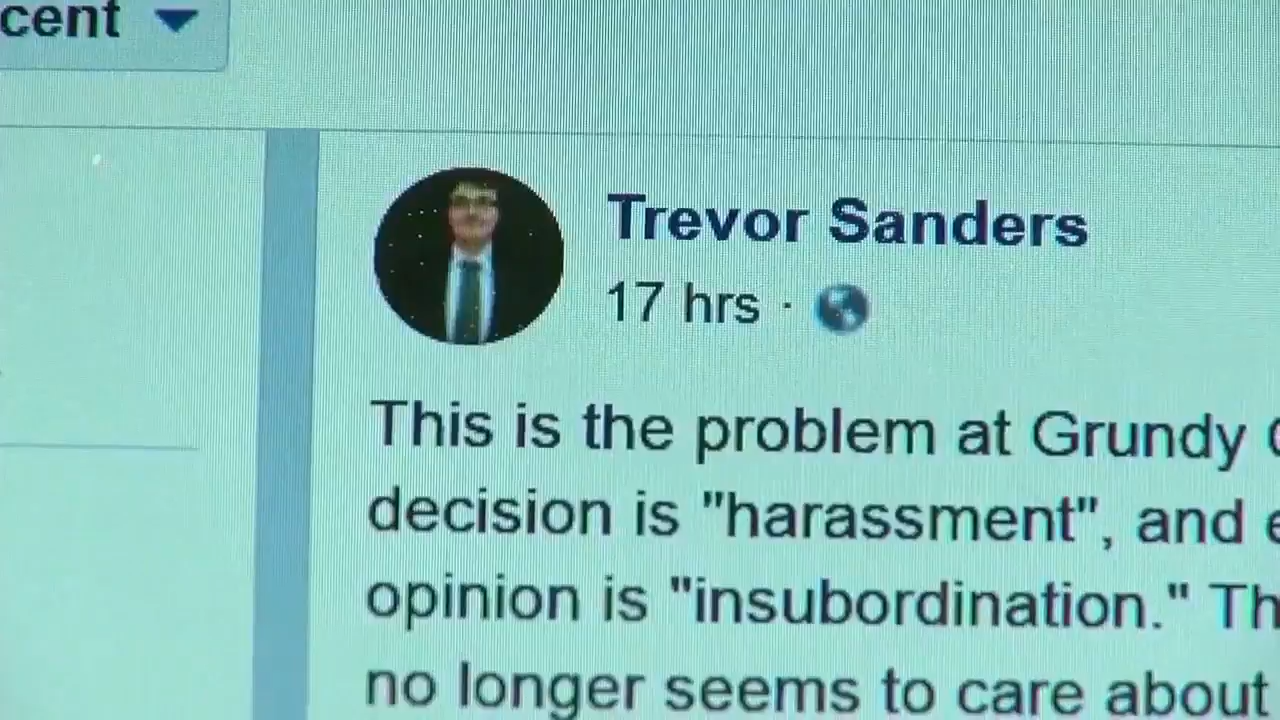 cent
Trevor Sanders
17 hrs ·
This is the problem at Grundy
decision is "harassment", and
opinion is "insubordination." Th
no longer seems to care about